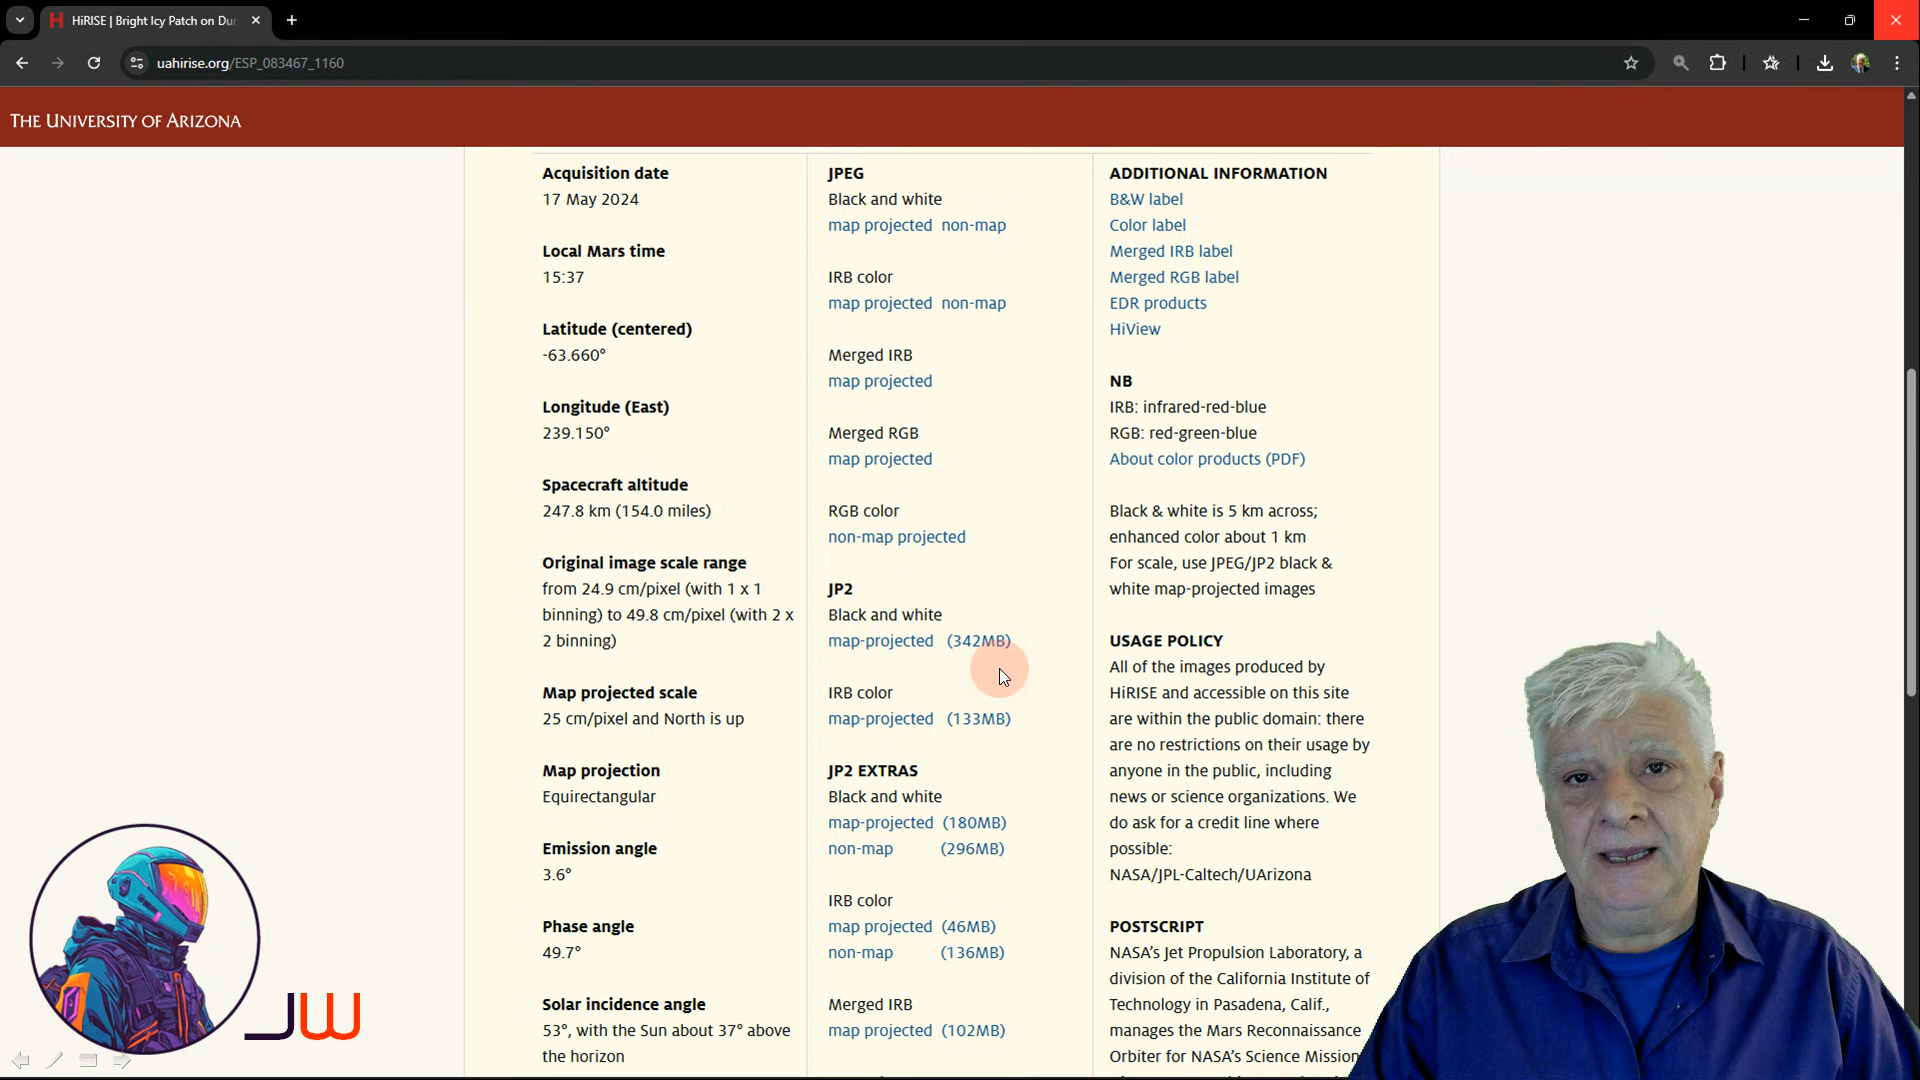 HiRISE | Bright Icy Patch on Dun
uahirise.org/ESP_083467_1160
THE UNIVERSITY OF ARIZONA
Acquisition date
17 May 2024
Local Mars time
15:37
Latitude (centered)
-63.660°
Longitude (East)
239.150°
Spacecraft altitude
247.8 km (154.0 miles)
Original image scale range
from 24.9 cm/pixel (with 1 x 1
binning) to 49.8 cm/pixel (with 2 x
2 binning)
Map projected scale
25 cm/pixel and North is up
Map projection
Equirectangular
Emission angle
3.6°
Phase angle
49.7°
Solar incidence angle
53°, with the Sun about 37° above
the horizon
JPEG
Black and white
map projected non-map
IRB color
map projected non-map
Merged IRB
map projected
Merged RGB
map projected
RGB color
non-map projected
JP2
Black and white
map-projected (342MB)
IRB color
map-projected (133MB)
JP2 EXTRAS
Black and white
map-projected (180MB)
non-map (296MB)
IRB color
map projected (46MB)
non-map (136MB)
Merged IRB
map projected (102MB)
ADDITIONAL INFORMATION
B&W label
Color label
Merged IRB label
Merged RGB label
EDR products
HiView
NB
IRB: infrared-red-blue
RGB: red-green-blue
About color products (PDF)
Black & white is 5 km across;
enhanced color about 1 km
For scale, use JPEG/JP2 black &
white map-projected images
USAGE POLICY
All of the images produced by
HiRISE and accessible on this site
are within the public domain: there
are no restrictions on their usage by
anyone in the public, including
news or science organizations. We
do ask for a credit line where
possible:
NASA/JPL-Caltech/UArizona
POSTSCRIPT
NASA's Jet Propulsion Laboratory, a
division of the California Institute of
Technology in Pasadena, Calif.,
manages the Mars Reconnaissance
Orbiter for NASA's Science Mission
JW